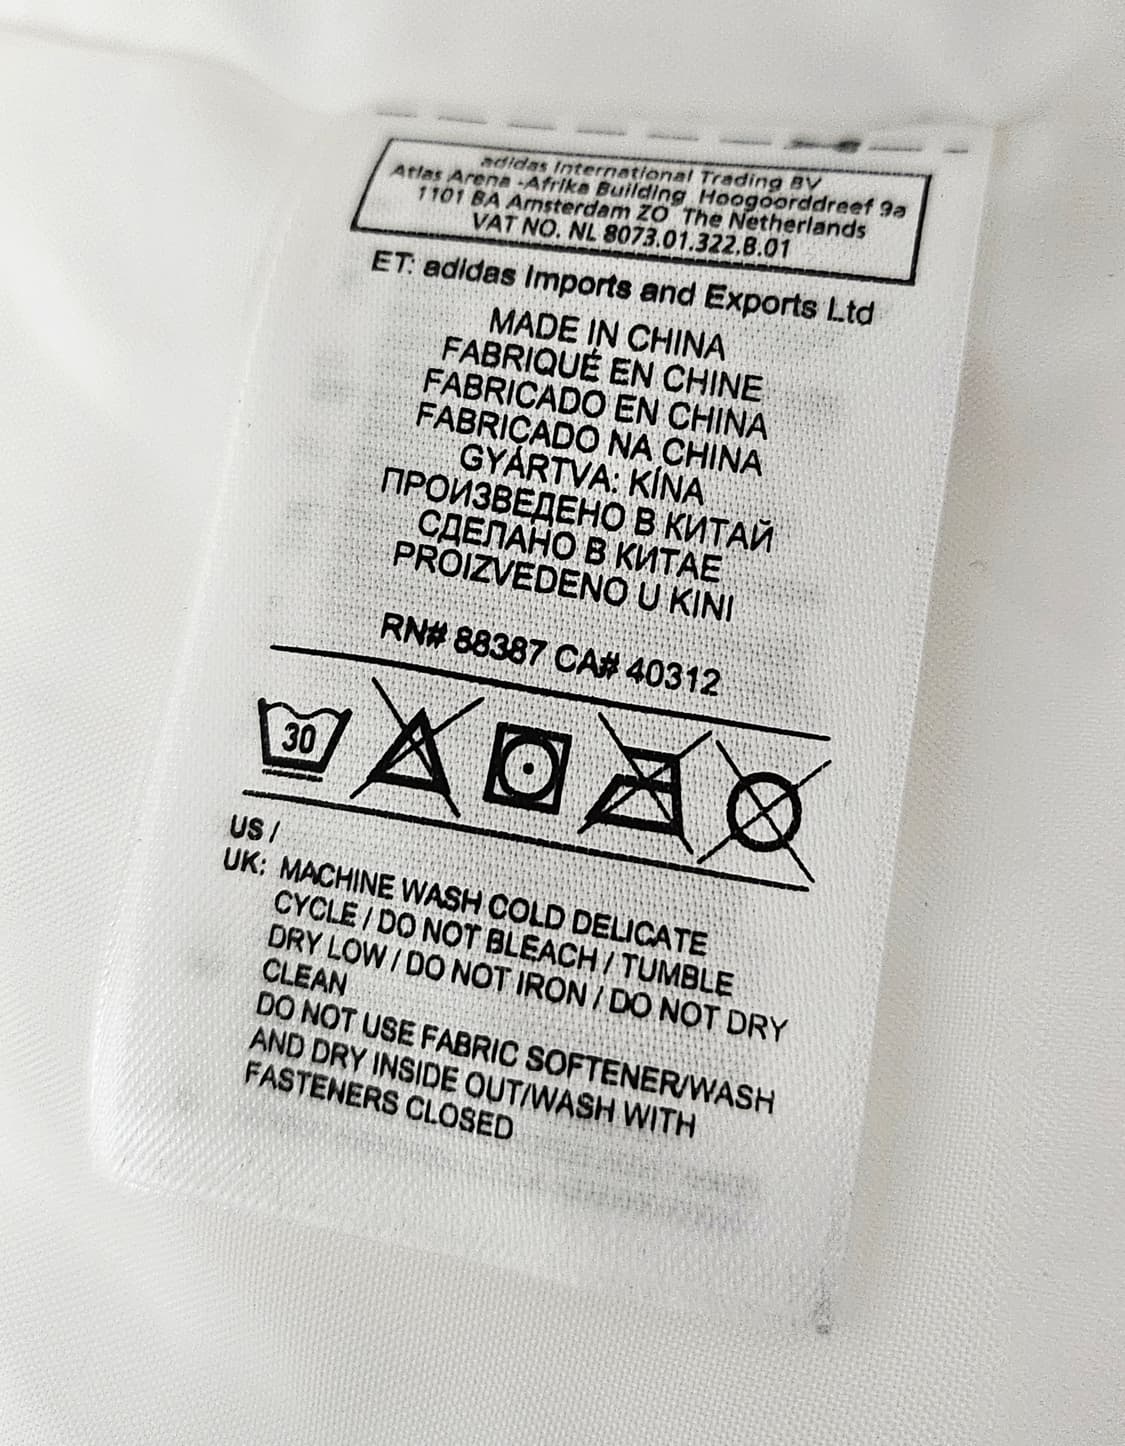 adidas International Trading BV
Atlas Arena -Afrika Building Hoogoorddreef 9a
1101 BA Amsterdam ZO The Netherlands
VAT NO. NL 8073.01.322.B.01
ET: adidas Imports and Exports Ltd
MADE IN CHINA
FABRIQUÉ EN CHINE
FABRICADO EN CHINA
FABRICADO NA CHINA
GYÁRTVA: KÍNA
ПРОИЗВЕДЕНО В КИТАЙ
СДЕЛАНО В КИТАЕ
PROIZVEDENO U KINI
RN# 88387 CA# 40312
30
US /
UK: MACHINE WASH COLD DELICATE
CYCLE / DO NOT BLEACH / TUMBLE
DRY LOW / DO NOT IRON / DO NOT DRY
CLEAN
DO NOT USE FABRIC SOFTENER/WASH
AND DRY INSIDE OUT/WASH WITH
FASTENERS CLOSED